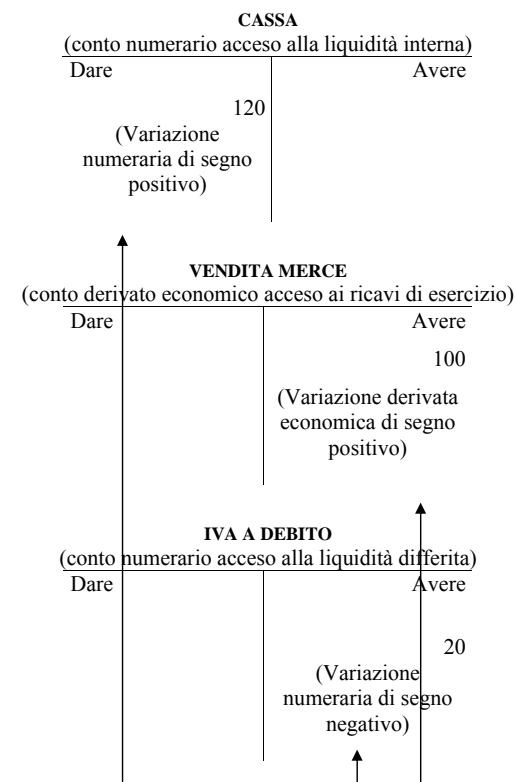 CASSA
(conto numerario acceso alla liquidità interna)
Dare Avere
120
(Variazione
numeraria di segno
positivo)
VENDITA MERCE
(conto derivato economico acceso ai ricavi di esercizio)
Dare Avere
100
(Variazione derivata
economica di segno
positivo)
IVA A DEBITO
(conto numerario acceso alla liquidità differita)
Dare Avere
20
(Variazione
numeraria di segno
negativo)